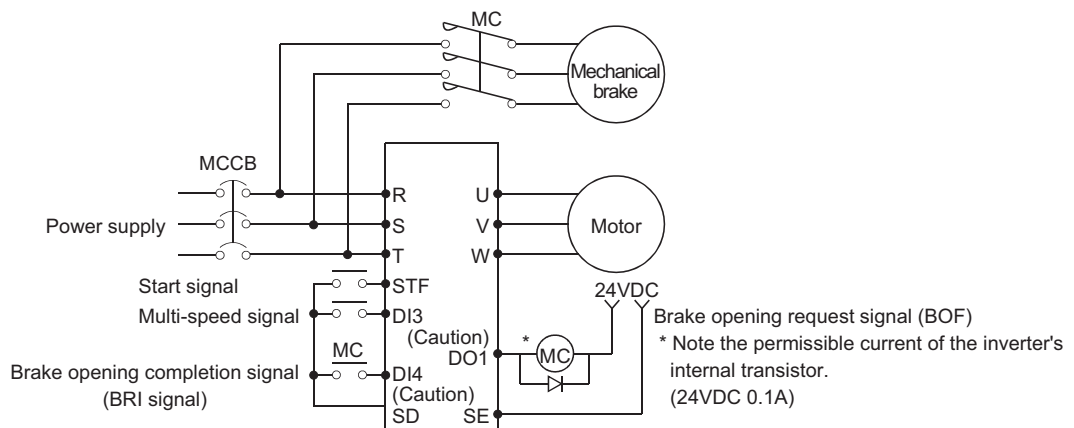 MC
Mechanical
brake
MCCB
R
U
S
V
Power supply
Motor
T
W
Start signal
STF
24VDC
Multi-speed signal
DI3
Brake opening request signal (BOF)
(Caution)
*
MC
* Note the permissible current of the inverter's
DO1
MC
internal transistor.
Brake opening completion signal
DI4
(BRI signal)
(Caution)
(24VDC 0.1A)
SD
SE